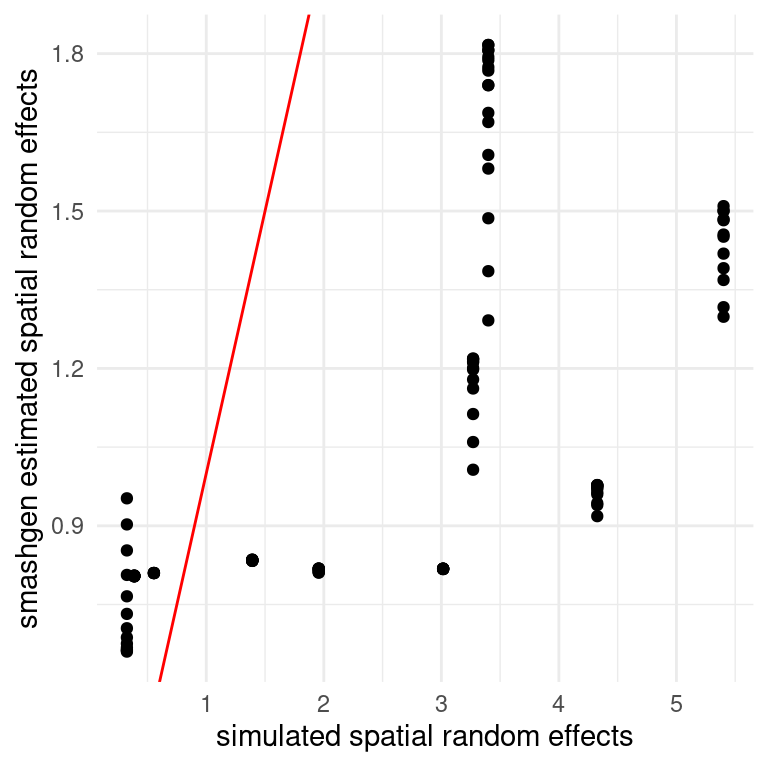 smashgen estimated spatial random effects
1.8
1.5
1.2
0.9
1 2 3 4 5
simulated spatial random effects